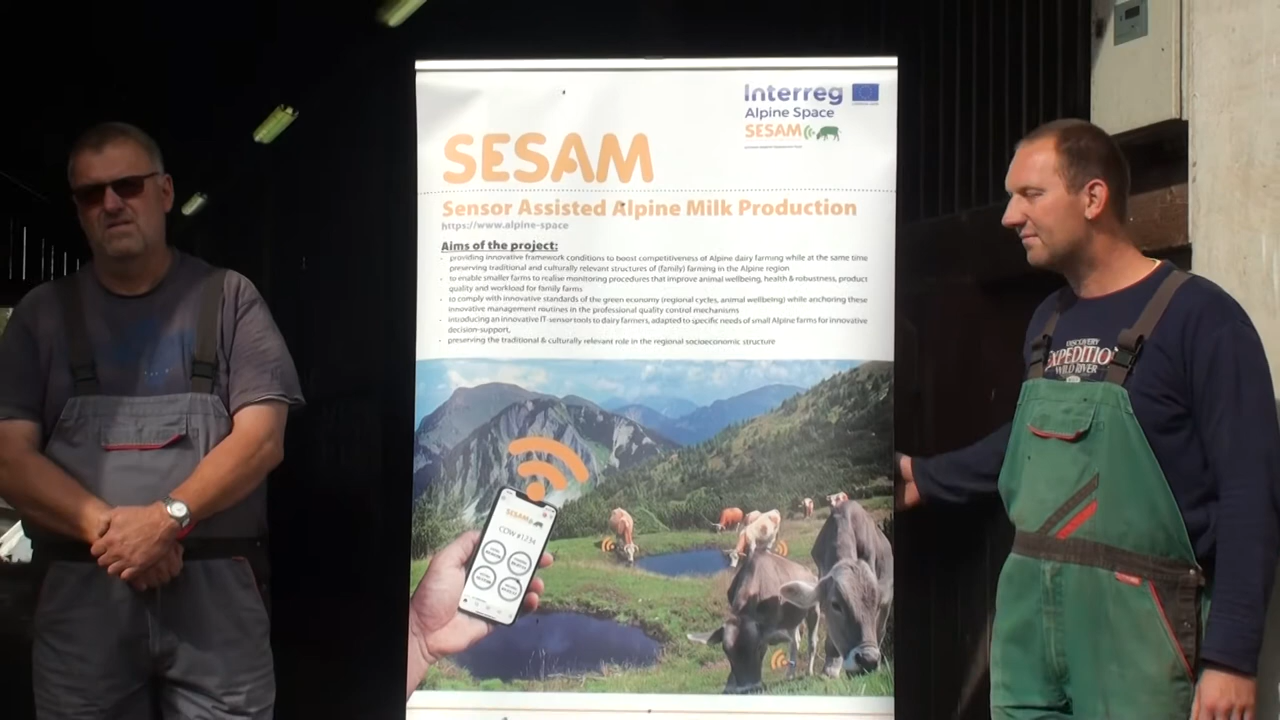 Interreg
Alpine Space
SESAM
SESAM
Sensor Assisted Alpine Milk Production
https://www.alpine-space
Aims of the project:
- providing innovative framework conditions to boost competitiveness of Alpine dairy farming while at the same time
preserving traditional and culturally relevant structures of (family) farming in the Alpine region
- to enable smaller farms to realise monitoring procedures that improve animal wellbeing, health & robustness, product
quality and workload for family farms
- to comply with innovative standards of the green economy (regional cycles, animal wellbeing) while anchoring these
innovative management routines in the professional quality control mechanisms
- introducing an innovative IT-sensor tools to dairy farmers, adapted to specific needs of small Alpine farms for innovative
decision-support,
- preserving the traditional & culturally relevant role in the regional socioeconomic structure
SESAM
COW #1234
DISCOVERY
EXPEDITIO
WILD RIVER